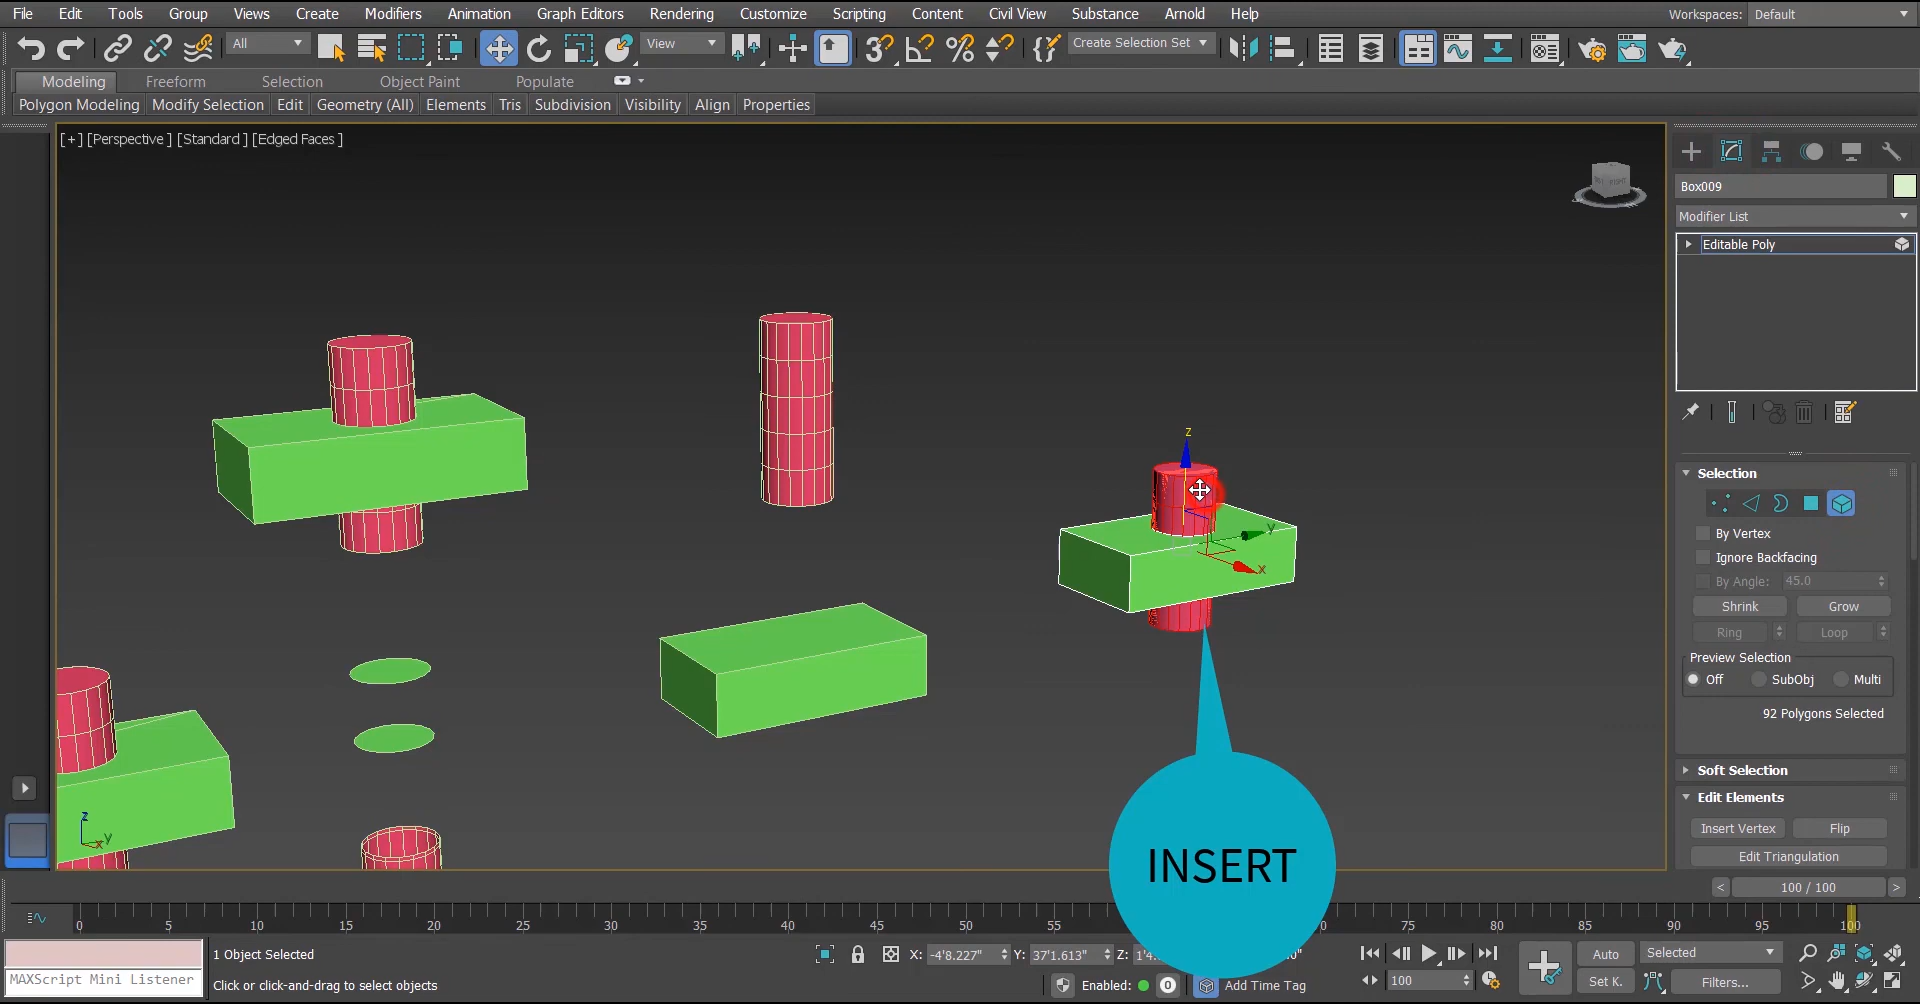 File Edit Tools Group Views Create Modifiers Animation Graph Editors Rendering Customize Scripting Content Civil View Substance Arnold Help Workspaces: Default
All View Create Selection Set
Modeling Freeform Selection Object Paint Populate
Polygon Modeling Modify Selection Edit Geometry (All) Elements Tris Subdivision Visibility Align Properties
[+] [Perspective ] [Standard ] [Edged Faces ]
RIGHT
Box009
Modifier List
Editable Poly
z
y
x
Selection
By Vertex
Ignore Backfacing
By Angle: 45.0
Shrink Grow
Ring Loop
Preview Selection
Off SubObj Multi
92 Polygons Selected
Soft Selection
Edit Elements
Insert Vertex Flip
Edit Triangulation
z
y
x
INSERT
< 100 / 100 >
0 5 10 15 20 25 30 35 40 45 50 55 75 80 85 90 95 100
1 Object Selected X: -4'8.227" Y: 37'1.613" Z: Auto Selected
MAXScript Mini Listener Click or click-and-drag to select objects Enabled: 0 Add Time Tag 100 Set K. Filters...